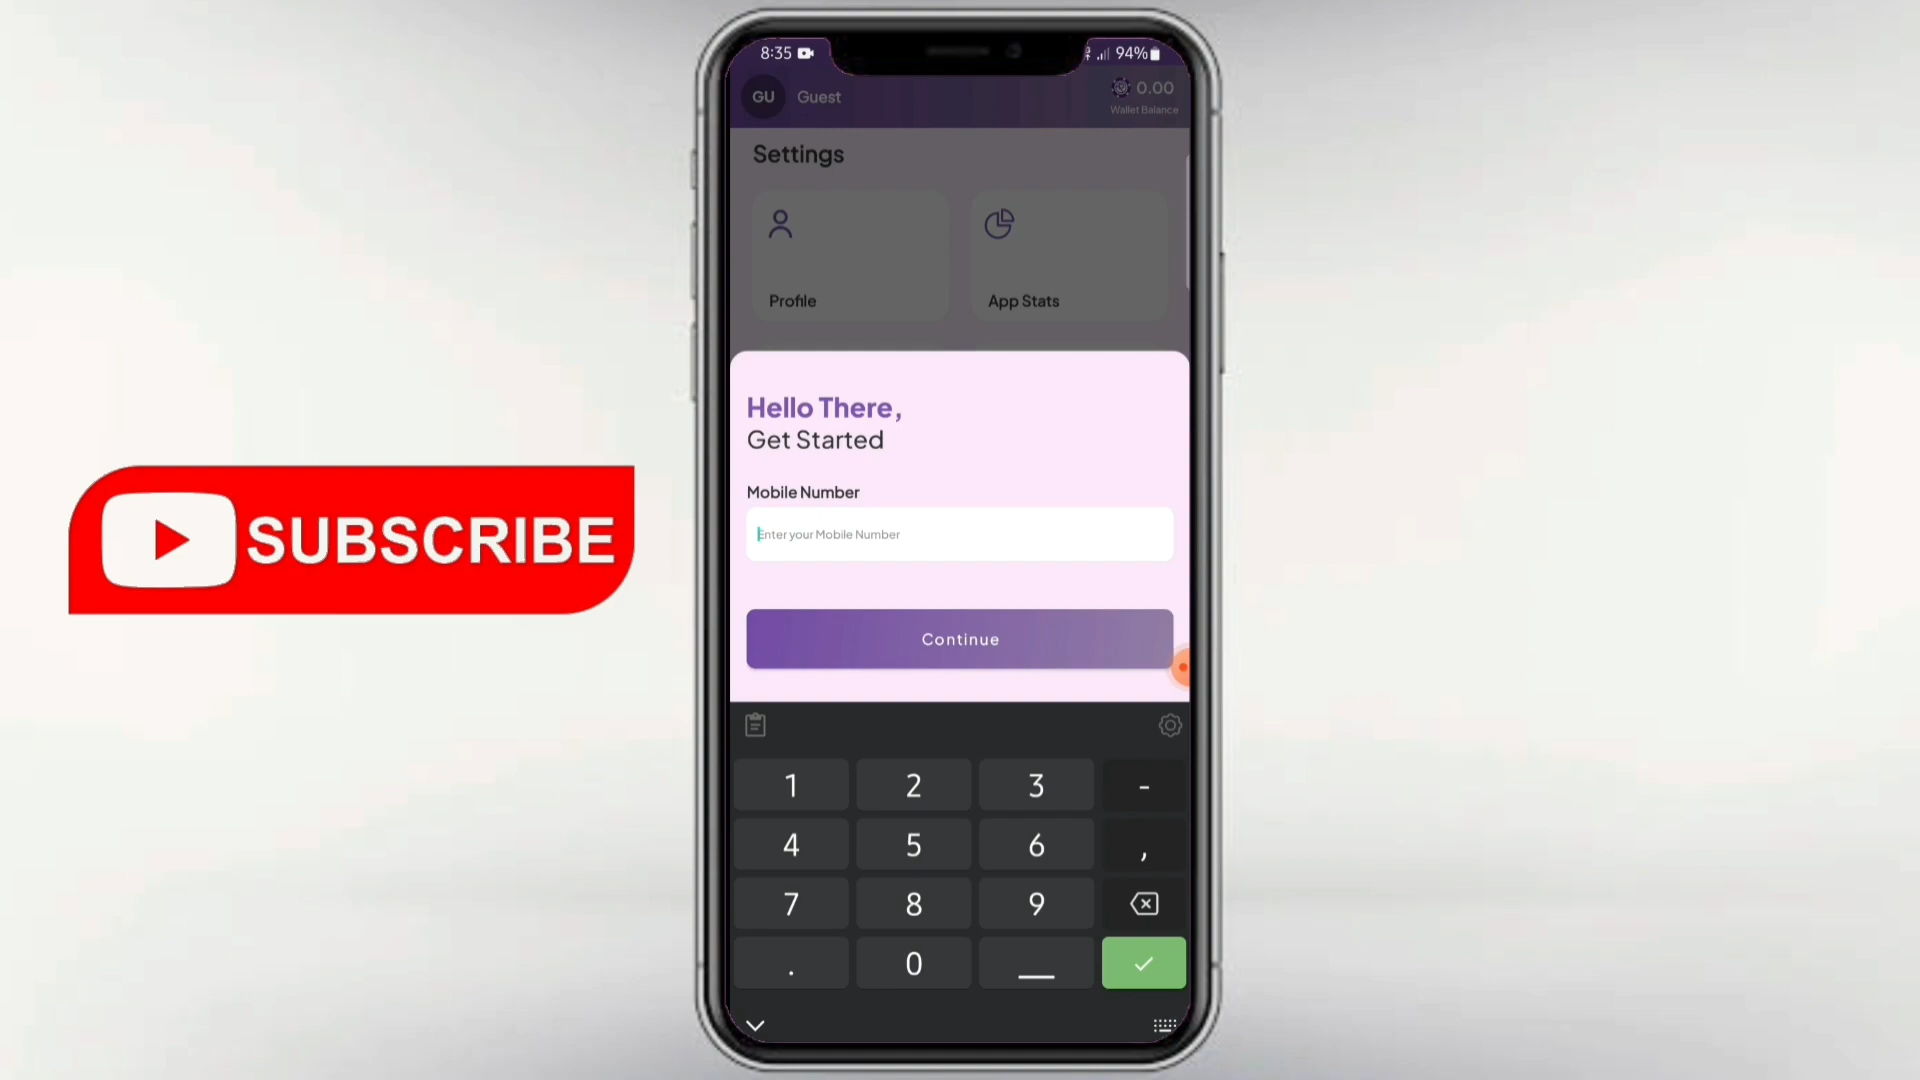 8:35
94%
GU
Guest
0.00
Wallet Balance
Settings
Profile
App Stats
Hello There,
Get Started
Mobile Number
Enter your Mobile Number
Continue
SUBSCRIBE
1 2 3 -
4 5 6 ,
7 8 9
. 0